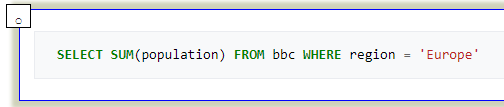 SELECT SUM(population) FROM bbc WHERE region = 'Europe'